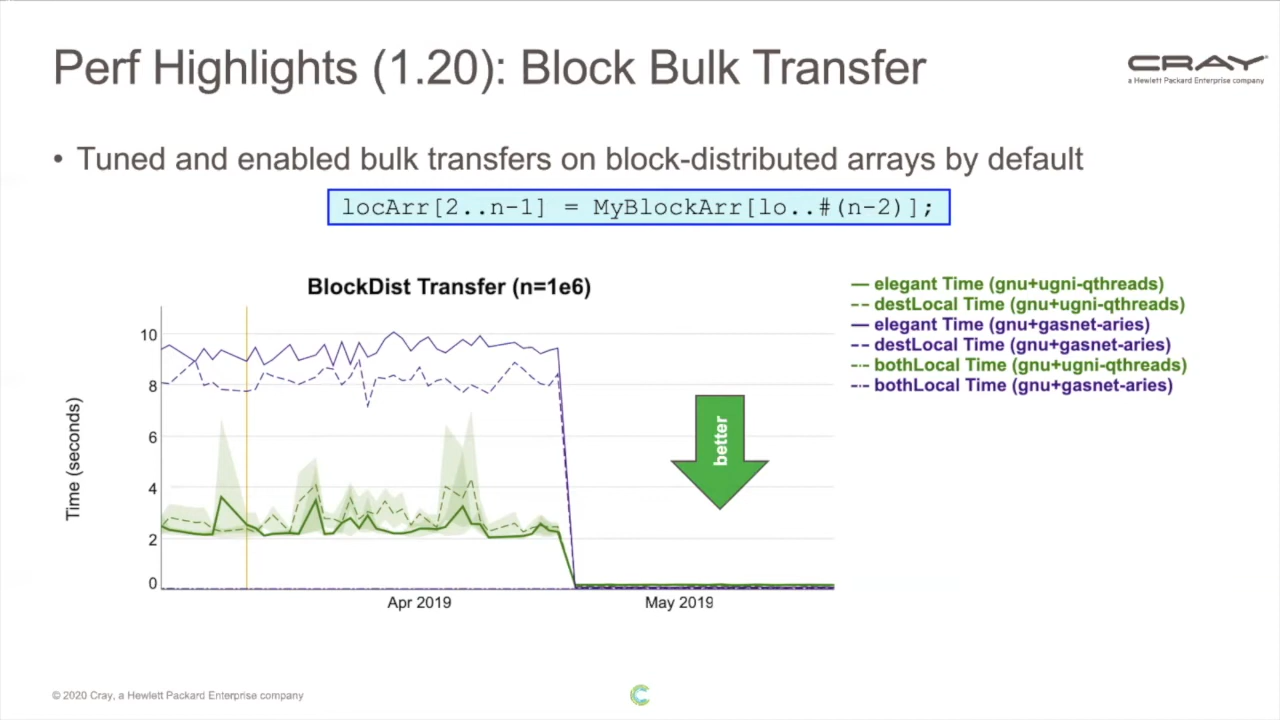 Perf Highlights (1.20): Block Bulk Transfer
CRAY
a Hewlett Packard Enterprise company
• Tuned and enabled bulk transfers on block-distributed arrays by default
locArr[2..n-1] = MyBlockArr[lo..#(n-2)];
BlockDist Transfer (n=1e6)
elegant Time (gnu+ugni-qthreads)
destLocal Time (gnu+ugni-qthreads)
elegant Time (gnu+gasnet-aries)
destLocal Time (gnu+gasnet-aries)
bothLocal Time (gnu+ugni-qthreads)
bothLocal Time (gnu+gasnet-aries)
Time (seconds)
10
8
6
4
2
0
better
Apr 2019
May 2019
© 2020 Cray, a Hewlett Packard Enterprise company